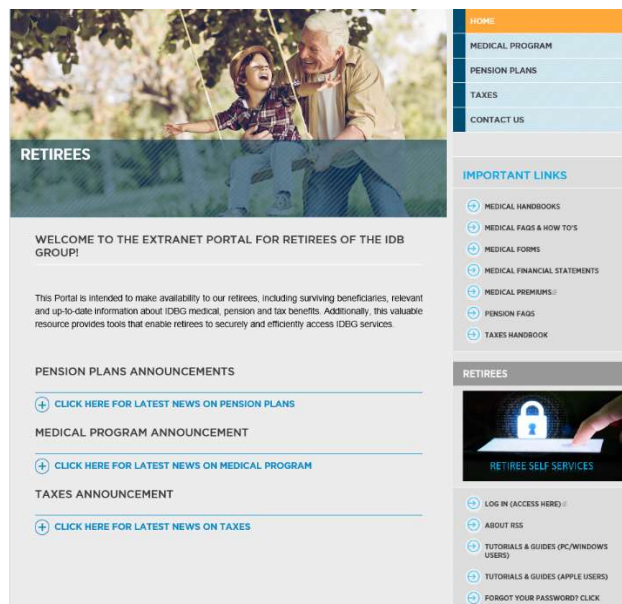 RETIREES
WELCOME TO THE EXTRANET PORTAL FOR RETIREES OF THE IDB
GROUP!
This Portal is intended to make availability to our retirees, including surviving beneficiaries, relevant
and up-to-date information about IDBG medical, pension and tax benefits. Additionally, this valuable
resource provides tools that enable retirees to securely and efficiently access IDBG services.
PENSION PLANS ANNOUNCEMENTS
CLICK HERE FOR LATEST NEWS ON PENSION PLANS
MEDICAL PROGRAM ANNOUNCEMENT
CLICK HERE FOR LATEST NEWS ON MEDICAL PROGRAM
TAXES ANNOUNCEMENT
CLICK HERE FOR LATEST NEWS ON TAXES
HOME
MEDICAL PROGRAM
PENSION PLANS
TAXES
CONTACT US
IMPORTANT LINKS
MEDICAL HANDBOOKS
MEDICAL FAQS & HOW TO'S
MEDICAL FORMS
MEDICAL FINANCIAL STATEMENTS
MEDICAL PREMIUMS
PENSION FAQS
TAXES HANDBOOK
RETIREES
RETIREE SELF SERVICES
LOG IN (ACCESS HERE)
ABOUT RSS
TUTORIALS & GUIDES (PC/WINDOWS
USERS)
TUTORIALS & GUIDES (APPLE USERS)
FORGOT YOUR PASSWORD? CLICK